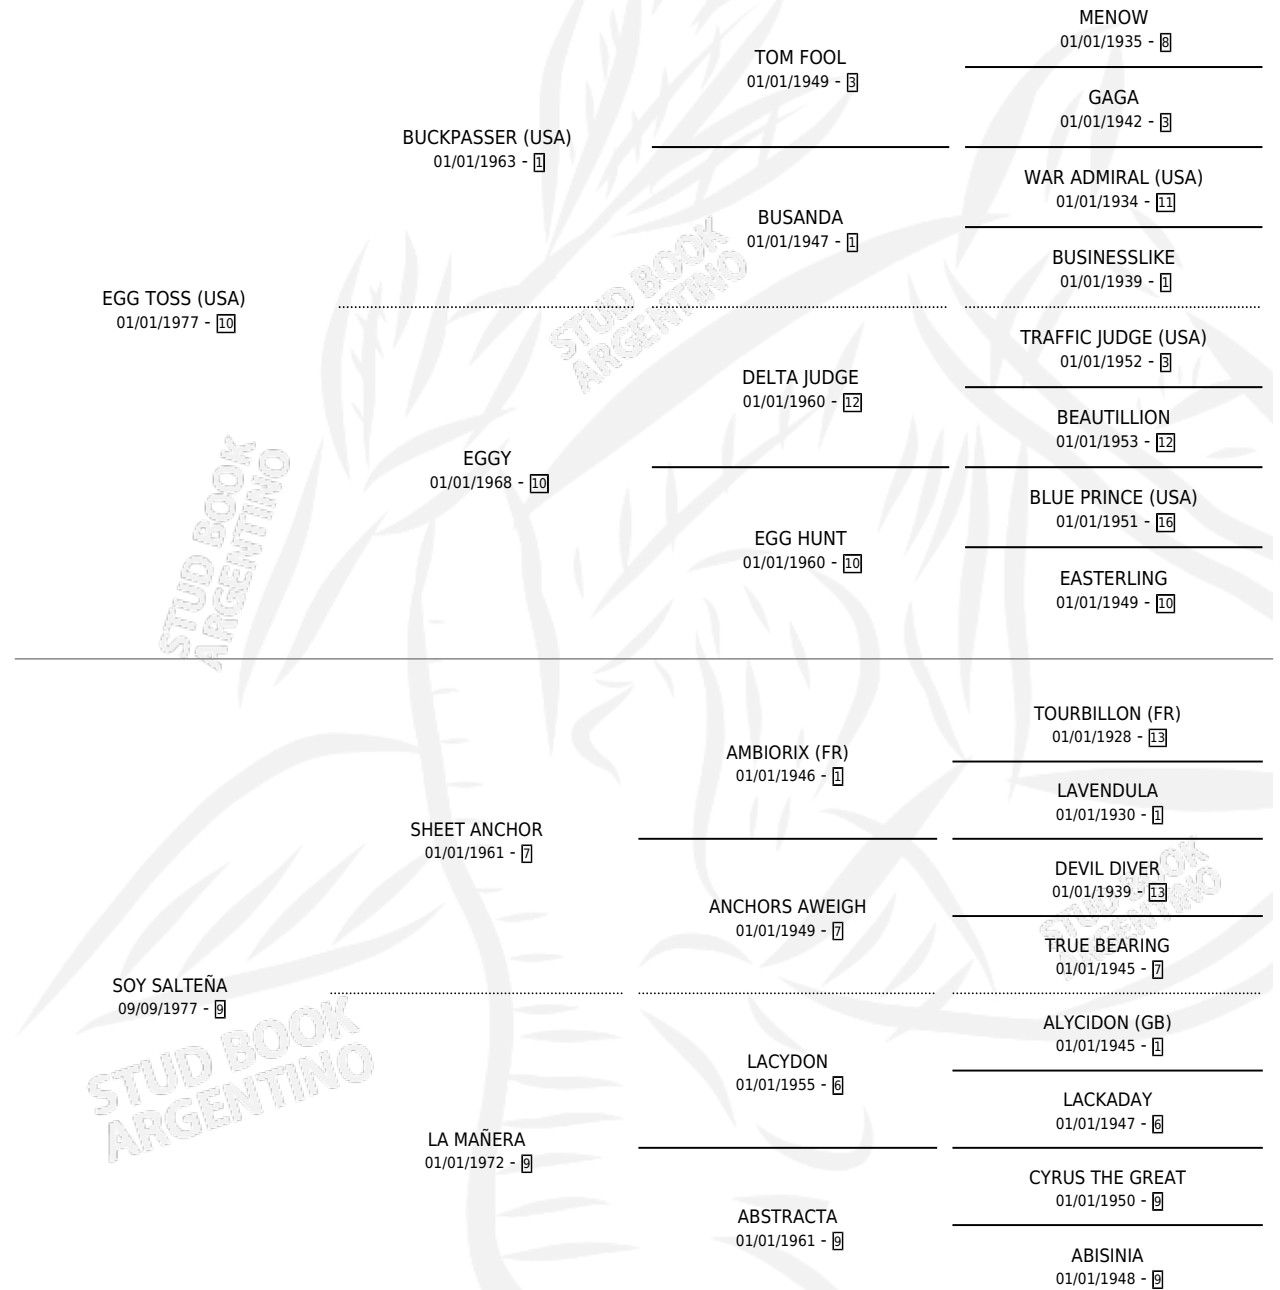 EGG TOSS (USA)
01/01/1977 - 10
BUCKPASSER (USA)
01/01/1963 - 1
TOM FOOL
01/01/1949 - 3
MENOW
01/01/1935 - 8
GAGA
01/01/1942 - 3
BUSANDA
01/01/1947 - 1
WAR ADMIRAL (USA)
01/01/1934 - 11
BUSINESSLIKE
01/01/1939 - 1
EGGY
01/01/1968 - 10
DELTA JUDGE
01/01/1960 - 12
TRAFFIC JUDGE (USA)
01/01/1952 - 3
BEAUTILLION
01/01/1953 - 12
EGG HUNT
01/01/1960 - 10
BLUE PRINCE (USA)
01/01/1951 - 16
EASTERLING
01/01/1949 - 10
SOY SALTEÑA
09/09/1977 - 9
SHEET ANCHOR
01/01/1961 - 7
AMBIORIX (FR)
01/01/1946 - 1
TOURBILLON (FR)
01/01/1928 - 13
LAVENDULA
01/01/1930 - 1
ANCHORS AWEIGH
01/01/1949 - 7
DEVIL DIVER
01/01/1939 - 13
TRUE BEARING
01/01/1945 - 7
LA MAÑERA
01/01/1972 - 9
LACYDON
01/01/1955 - 6
ALYCIDON (GB)
01/01/1945 - 1
LACKADAY
01/01/1947 - 6
ABSTRACTA
01/01/1961 - 9
CYRUS THE GREAT
01/01/1950 - 9
ABISINIA
01/01/1948 - 9
STUD BOOK
ARGENTINO
STUD BOOK
ARGENTINO
STUD BOOK
ARGENTINO
STUD BOOK
ARGENTINO